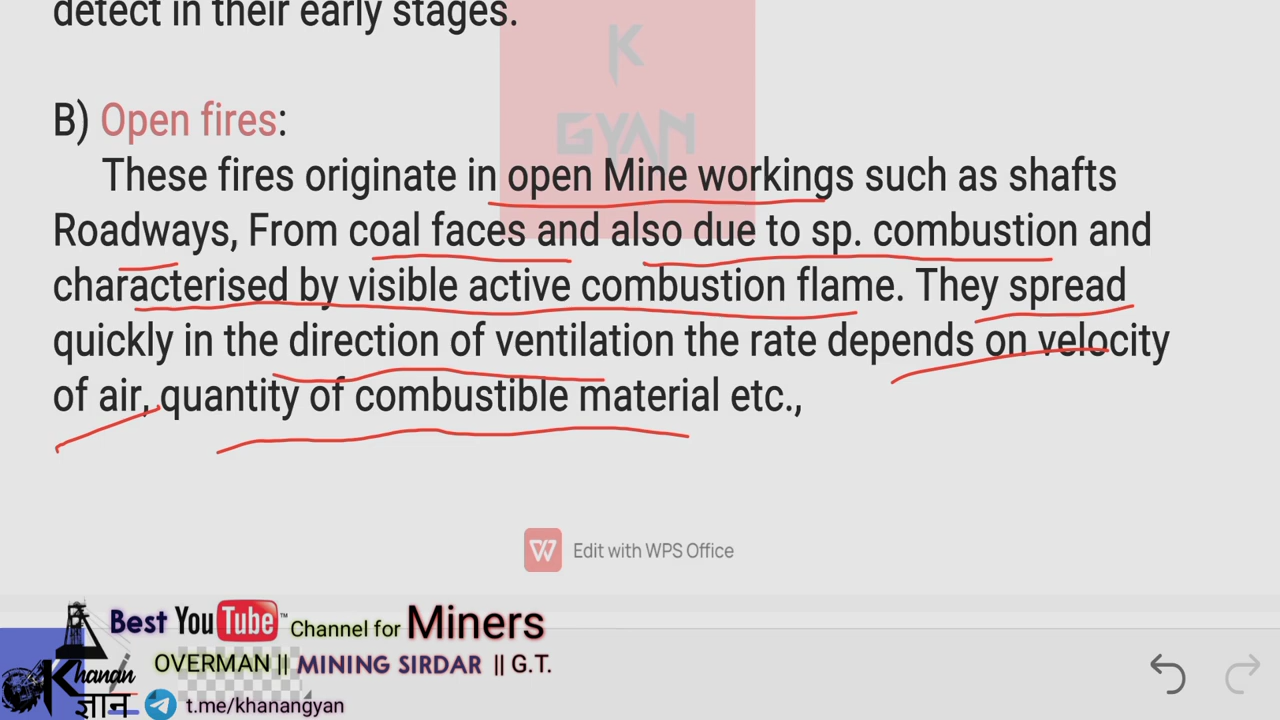 detect in their early stages.
K
GYAN
B) Open fires:
These fires originate in open Mine workings such as shafts
Roadways, From coal faces and also due to sp. combustion and
characterised by visible active combustion flame. They spread
quickly in the direction of ventilation the rate depends on velocity
of air, quantity of combustible material etc.,
Edit with WPS Office
Best YouTube™ Channel for Miners
OVERMAN || MINING SIRDAR || G.T.
Khanan
ज्ञान
t.me/khanangyan